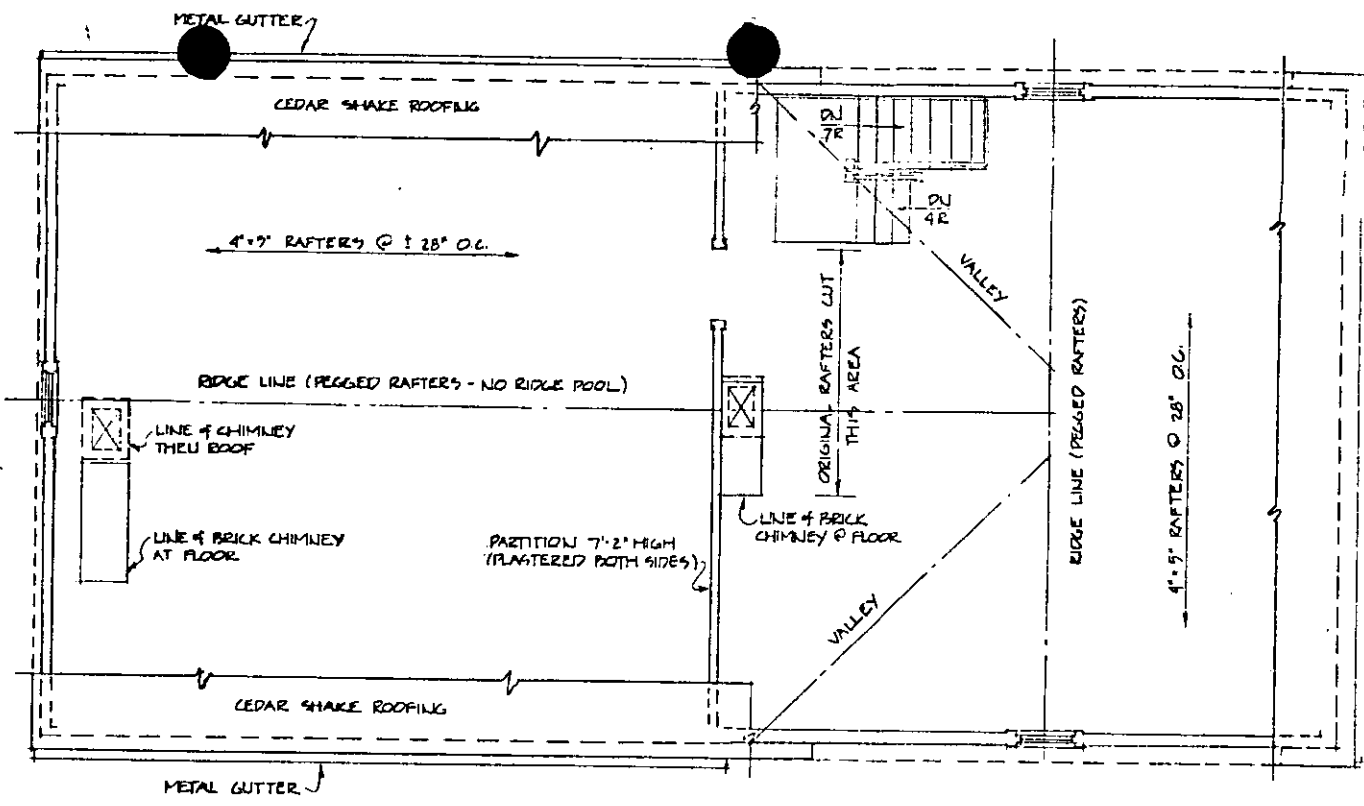 METAL GUTTER
CEDAR SHAKE ROOFING
DN
7R
DN
4R
4"×5" RAFTERS @ ± 28" O.C.
VALLEY
ORIGINAL RAFTERS CUT
THIS AREA
RIDGE LINE (PEGGED RAFTERS)
4"×5" RAFTERS @ 28" O.C.
RIDGE LINE (PEGGED RAFTERS - NO RIDGE POOL)
LINE of CHIMNEY
THRU ROOF
LINE of BRICK CHIMNEY
AT FLOOR
LINE of BRICK
CHIMNEY @ FLOOR
PARTITION 7'-2" HIGH
(PLASTERED BOTH SIDES)
VALLEY
CEDAR SHAKE ROOFING
METAL GUTTER